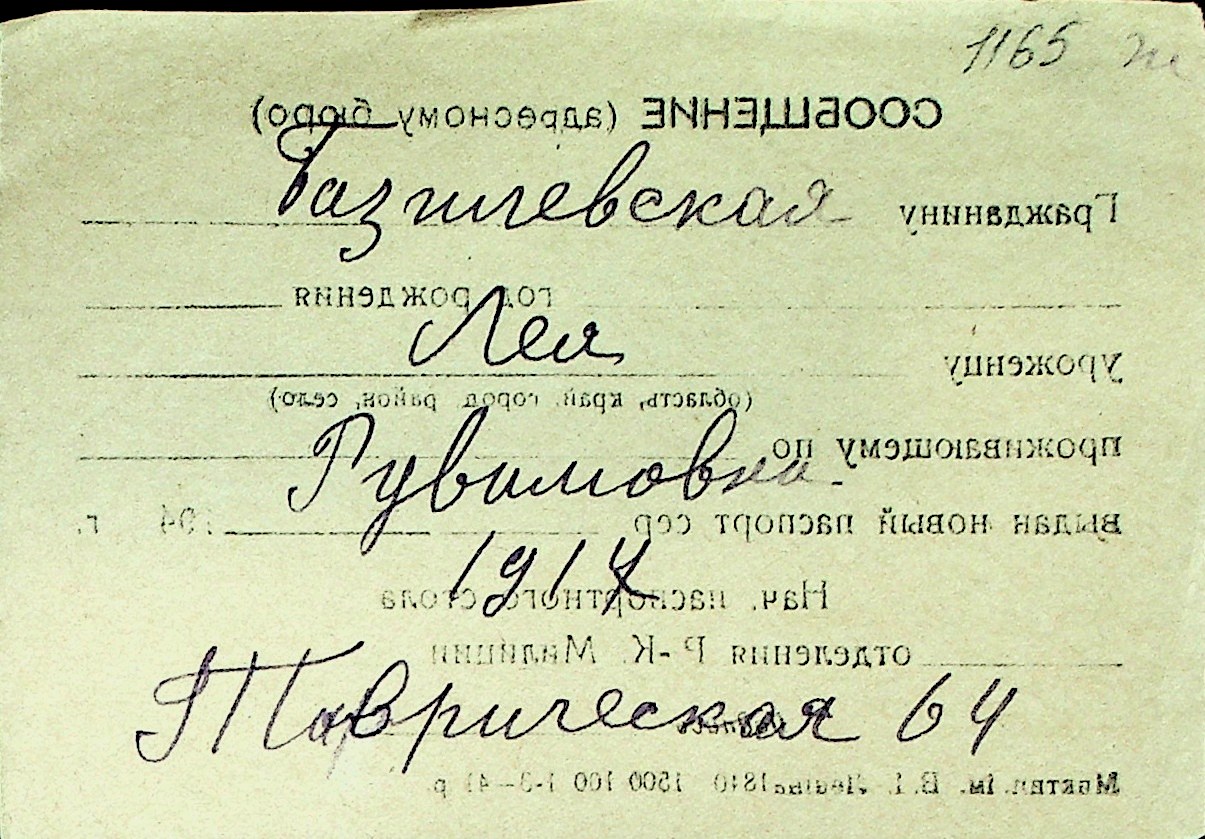 1165
СООБЩЕНИЕ (адресному бюро)
Базилевская
Гражданину
год рождения
Лея
уроженцу
(область, край, город, район, село)
Рувимовна
проживающему по
выдан новый паспорт сер 194 г.
1914
Нач. паспортного стола
отделения Р-К. Милиции
Таврическая 64